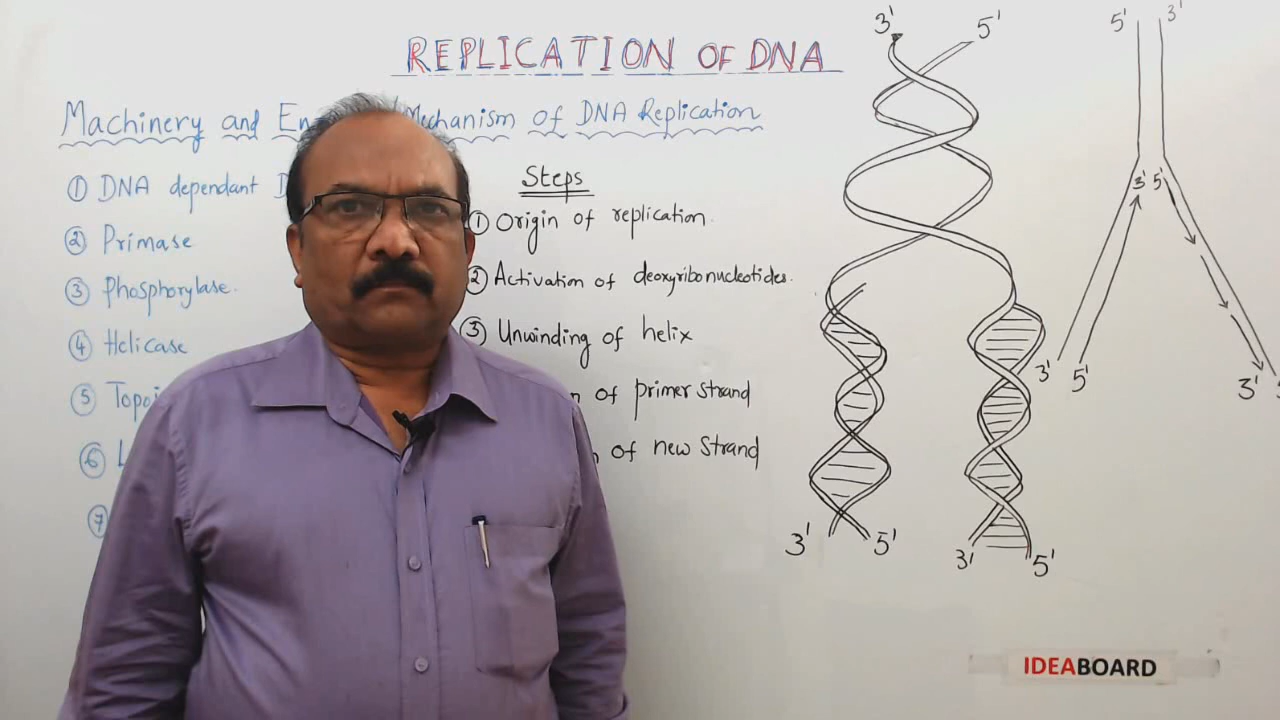 REPLICATION OF DNA
Machinery and
Mechanism of DNA Replication
① DNA dependant
② Primase
③ Phosphorylase.
④ Helicase
⑤
⑥
⑦
Steps
① Origin of replication.
② Activation of deoxyribonucleotides.
③ Unwinding of helix
of primer strand
of new strand
3' 5'
3' 5'
3' 5'
5' 3'
3' 5'
3' 5'
3'
IDEABOARD